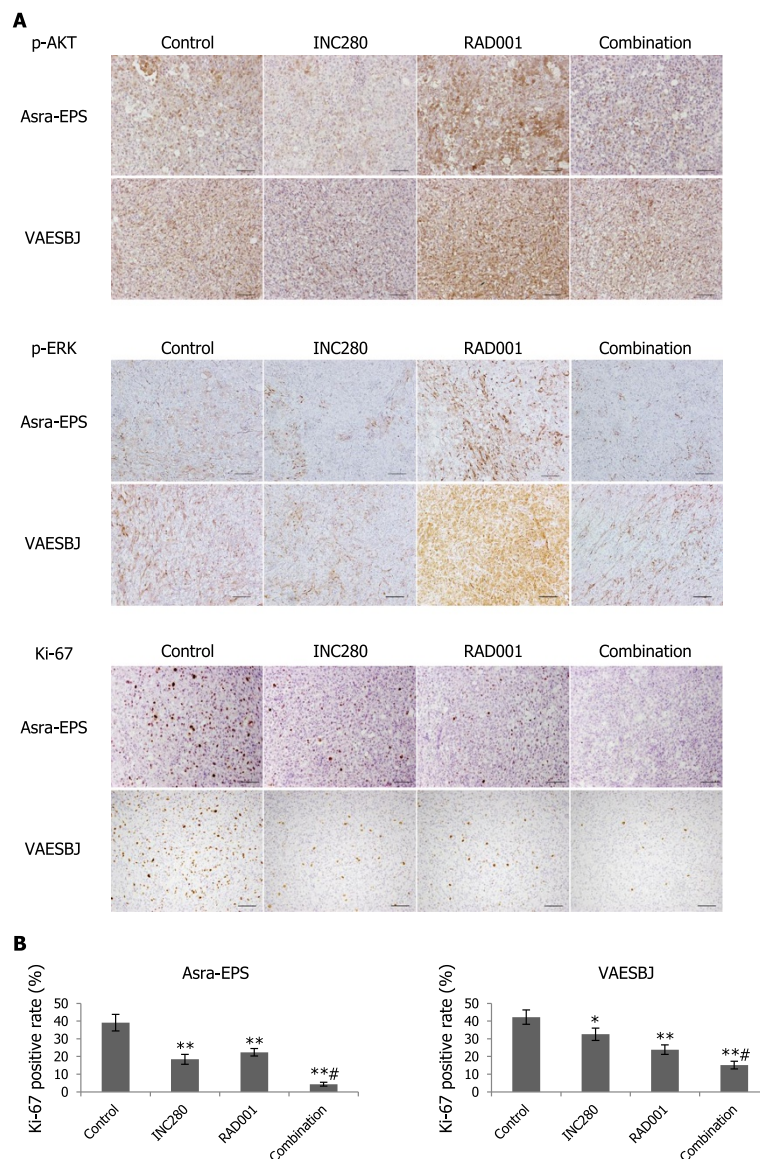 A
p-AKT Control INC280 RAD001 Combination
Asra-EPS
VAESBJ
p-ERK Control INC280 RAD001 Combination
Asra-EPS
VAESBJ
Ki-67 Control INC280 RAD001 Combination
Asra-EPS
VAESBJ
B
Asra-EPS
Ki-67 positive rate (%)
50
40
30
20
10
0
** ** **#
Control INC280 RAD001 Combination
VAESBJ
Ki-67 positive rate (%)
50
40
30
20
10
0
* ** **#
Control INC280 RAD001 Combination